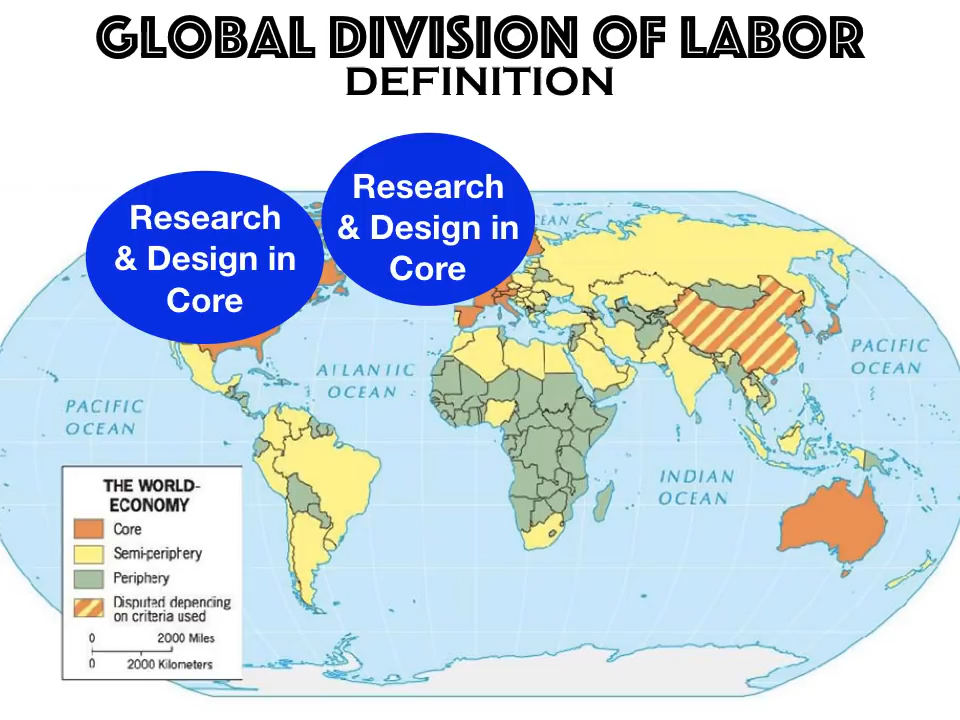 GLOBAL DIVISION OF LABOR
DEFINITION
Research
& Design in
Core
Research
& Design in
Core
CEAN
ATLANTIC
OCEAN
PACIFIC
OCEAN
PACIFIC
OCEAN
INDIAN
OCEAN
THE WORLD-
ECONOMY
Core
Semi-periphery
Periphery
Disputed depending
on criteria used
0 2000 Miles
0 2000 Kilometers